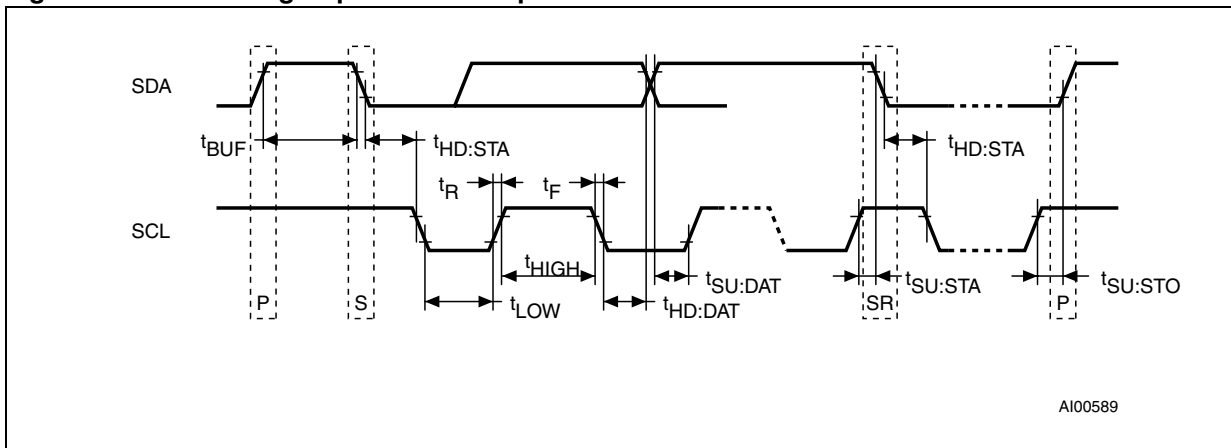 SDA
tBUF
tHD:STA
tHD:STA
tR
tF
SCL
tHIGH
tSU:DAT
tSU:STA
tSU:STO
P
S
tLOW
tHD:DAT
SR
P
AI00589